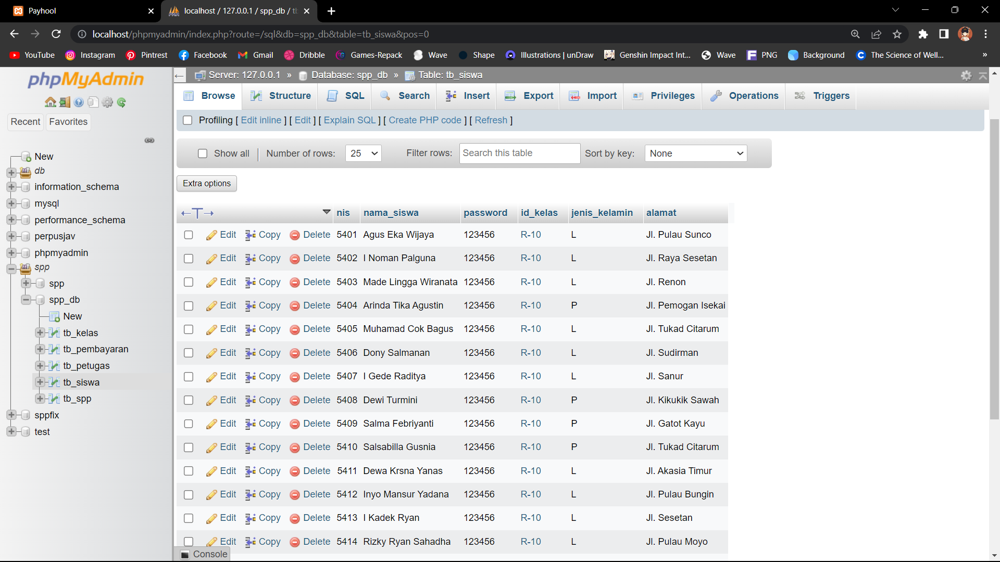 Payhool
localhost / 127.0.0.1 / spp_db / tb
localhost/phpmyadmin/index.php?route=/sql&db=spp_db&table=tb_siswa&pos=0
YouTube Instagram Pinterest Facebook Gmail Dribble Games-Repack Wave Shape Illustrations | unDraw Genshin Impact Int... Wave PNG Background The Science of Well... »
phpMyAdmin
Recent Favorites
New
db
information_schema
mysql
performance_schema
perpusjav
phpmyadmin
spp
spp
spp_db
New
tb_kelas
tb_pembayaran
tb_petugas
tb_siswa
tb_spp
sppfix
test
Server: 127.0.0.1 » Database: spp_db » Table: tb_siswa
Browse Structure SQL Search Insert Export Import Privileges Operations Triggers
Profiling [ Edit inline ] [ Edit ] [ Explain SQL ] [ Create PHP code ] [ Refresh ]
Show all Number of rows: 25 Filter rows: Search this table Sort by key: None
Extra options
←T→ nis nama_siswa password id_kelas jenis_kelamin alamat
Edit Copy Delete 5401 Agus Eka Wijaya 123456 R-10 L Jl. Pulau Sunco
Edit Copy Delete 5402 I Noman Palguna 123456 R-10 L Jl. Raya Sesetan
Edit Copy Delete 5403 Made Lingga Wiranata 123456 R-10 L Jl. Renon
Edit Copy Delete 5404 Arinda Tika Agustin 123456 R-10 P Jl. Pemogan Isekai
Edit Copy Delete 5405 Muhamad Cok Bagus 123456 R-10 L Jl. Tukad Citarum
Edit Copy Delete 5406 Dony Salmanan 123456 R-10 L Jl. Sudirman
Edit Copy Delete 5407 I Gede Raditya 123456 R-10 L Jl. Sanur
Edit Copy Delete 5408 Dewi Turmini 123456 R-10 P Jl. Kikukik Sawah
Edit Copy Delete 5409 Salma Febriyanti 123456 R-10 P Jl. Gatot Kayu
Edit Copy Delete 5410 Salsabilla Gusnia 123456 R-10 P Jl. Tukad Citarum
Edit Copy Delete 5411 Dewa Krsna Yanas 123456 R-10 L Jl. Akasia Timur
Edit Copy Delete 5412 Inyo Mansur Yadana 123456 R-10 L Jl. Pulau Bungin
Edit Copy Delete 5413 I Kadek Ryan 123456 R-10 L Jl. Sesetan
Edit Copy Delete 5414 Rizky Ryan Sahadha 123456 R-10 L Jl. Pulau Moyo
Console